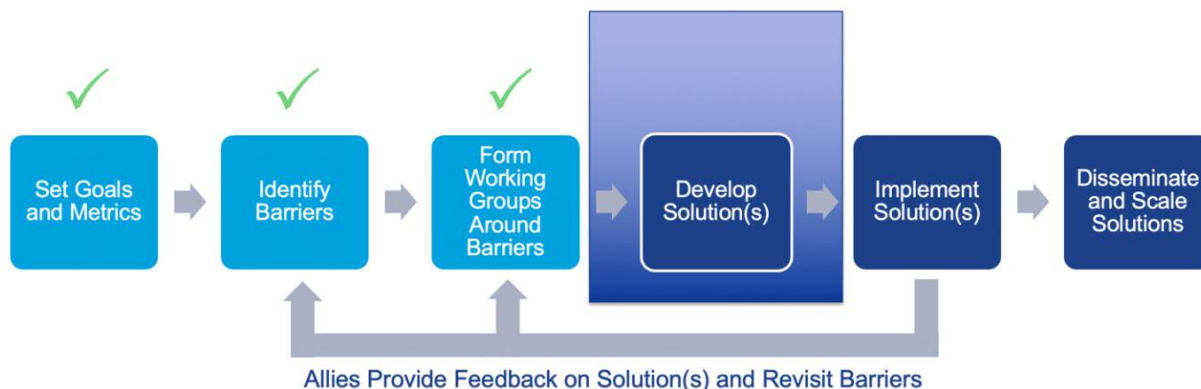 Set Goals
and Metrics
Identify
Barriers
Form
Working
Groups
Around
Barriers
Develop
Solution(s)
Implement
Solution(s)
Disseminate
and Scale
Solutions
Allies Provide Feedback on Solution(s) and Revisit Barriers